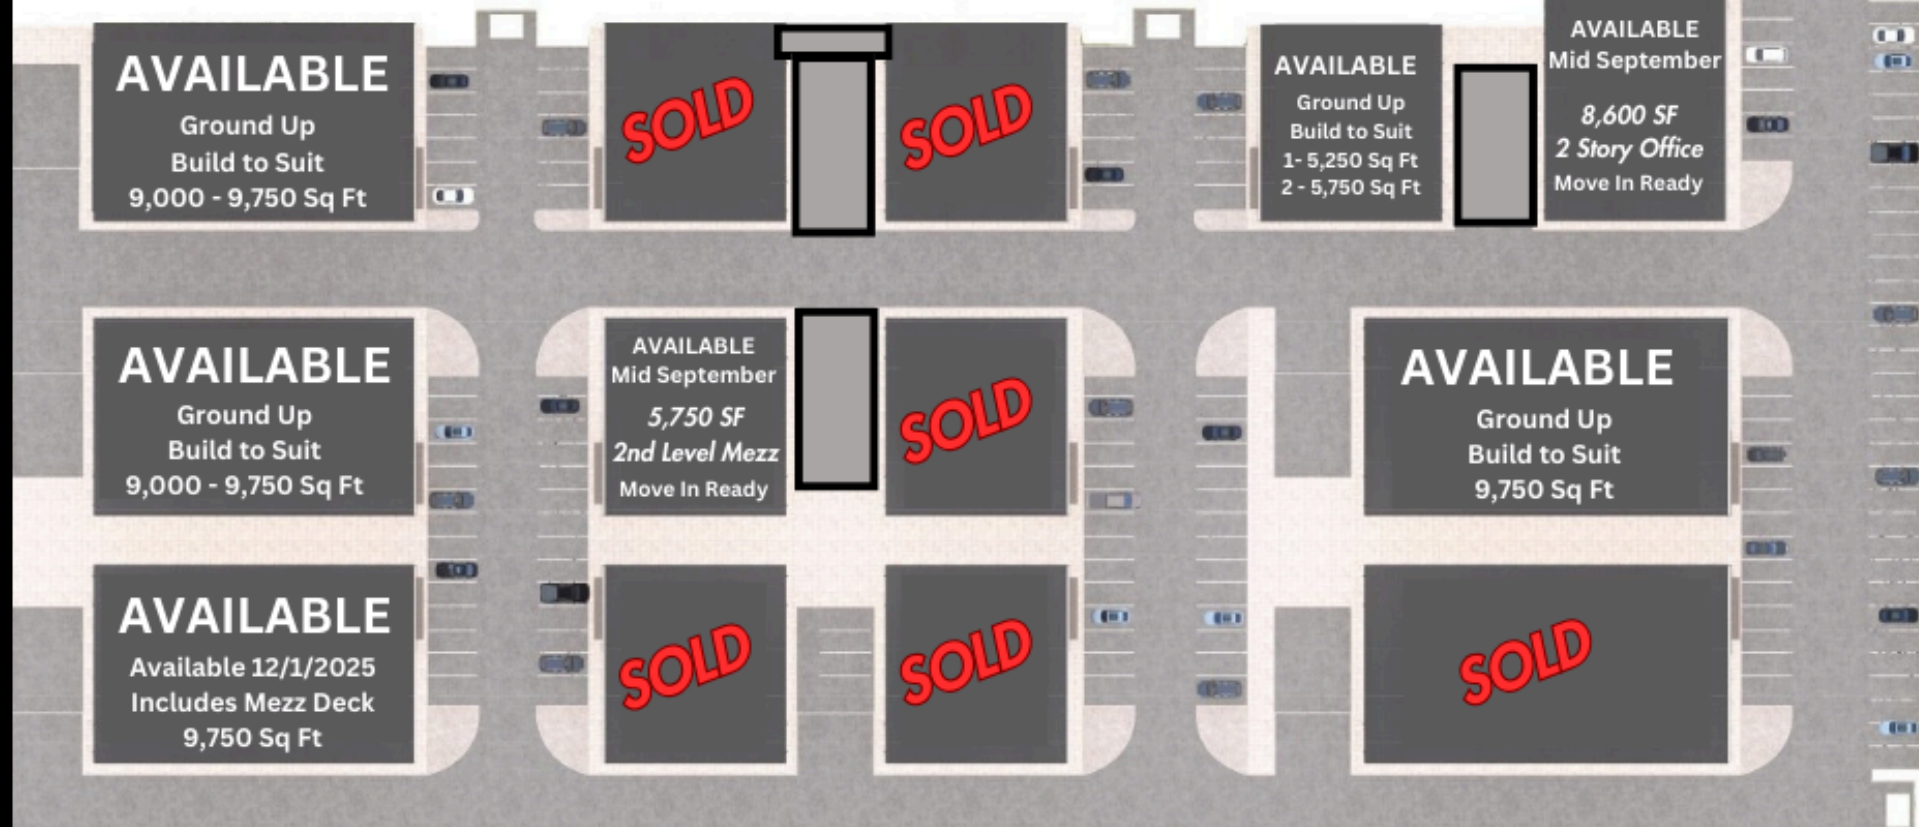 AVAILABLE
Ground Up
Build to Suit
9,000 - 9,750 Sq Ft
SOLD
SOLD
AVAILABLE
Ground Up
Build to Suit
1- 5,250 Sq Ft
2 - 5,750 Sq Ft
AVAILABLE
Mid September
8,600 SF
2 Story Office
Move In Ready
AVAILABLE
Ground Up
Build to Suit
9,000 - 9,750 Sq Ft
AVAILABLE
Mid September
5,750 SF
2nd Level Mezz
Move In Ready
SOLD
AVAILABLE
Ground Up
Build to Suit
9,750 Sq Ft
AVAILABLE
Available 12/1/2025
Includes Mezz Deck
9,750 Sq Ft
SOLD
SOLD
SOLD